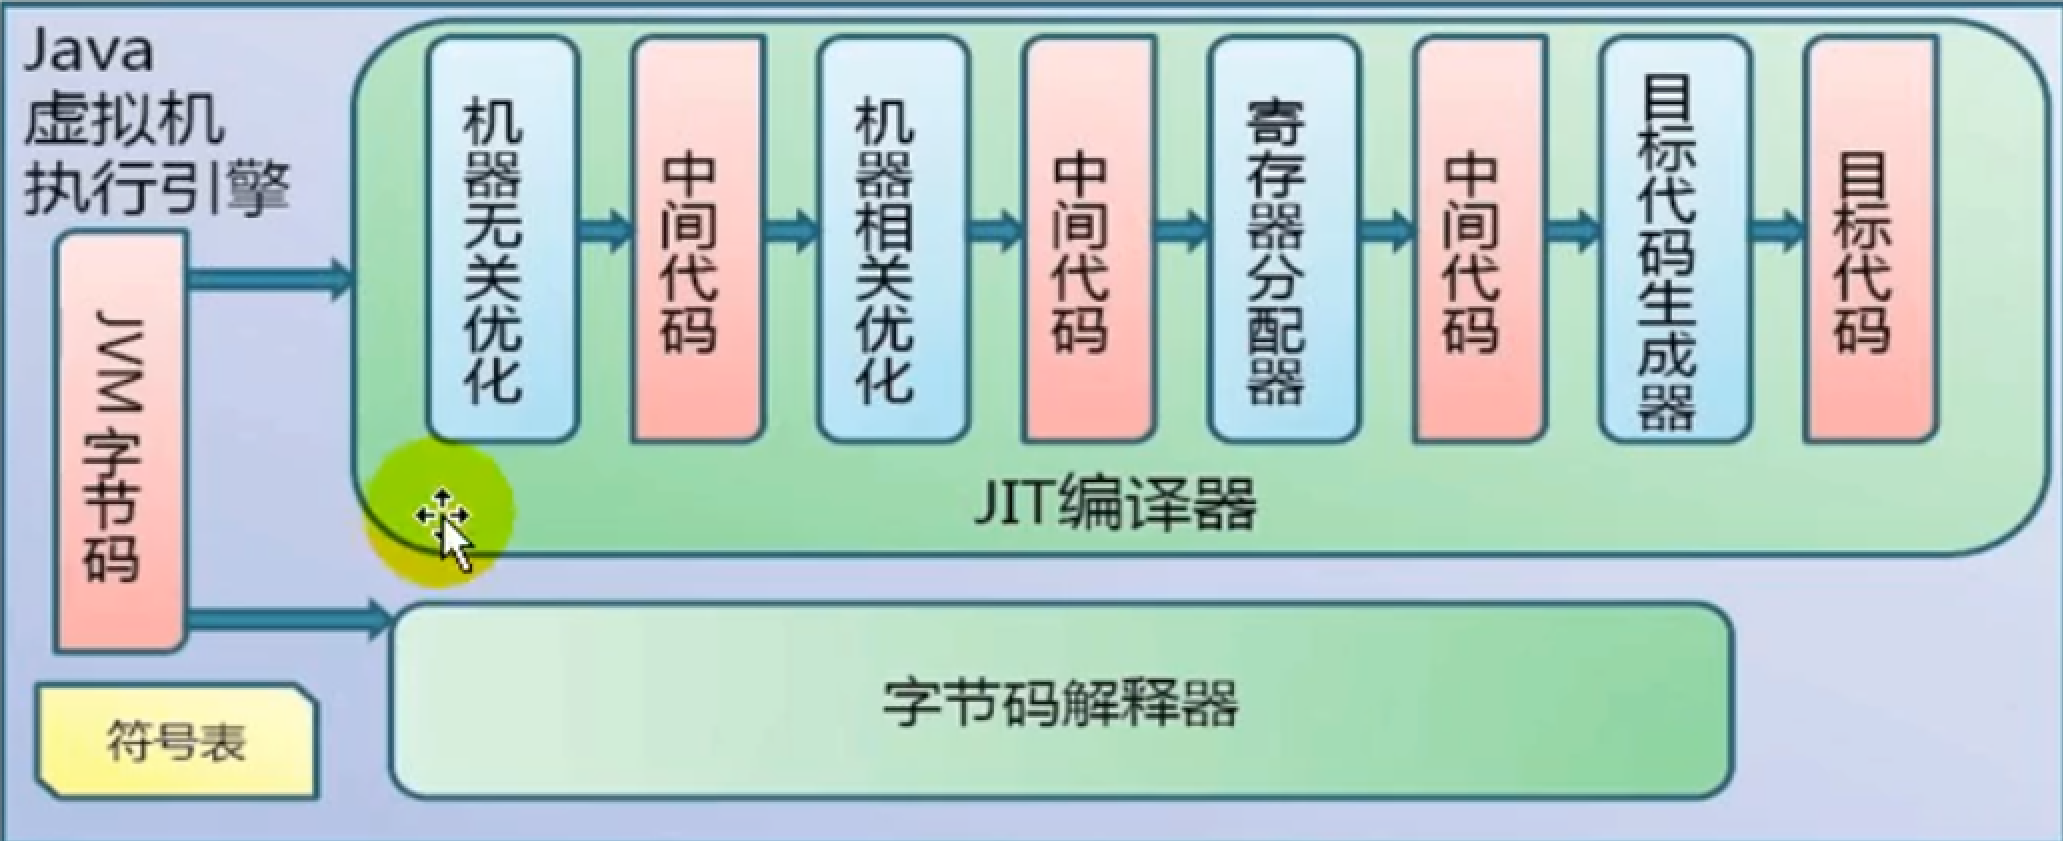 Java
虚拟机
执行引擎
JVM字节码
符号表
机器无关优化
中间代码
机器相关优化
中间代码
寄存器分配器
中间代码
目标代码生成器
目标代码
JIT编译器
字节码解释器